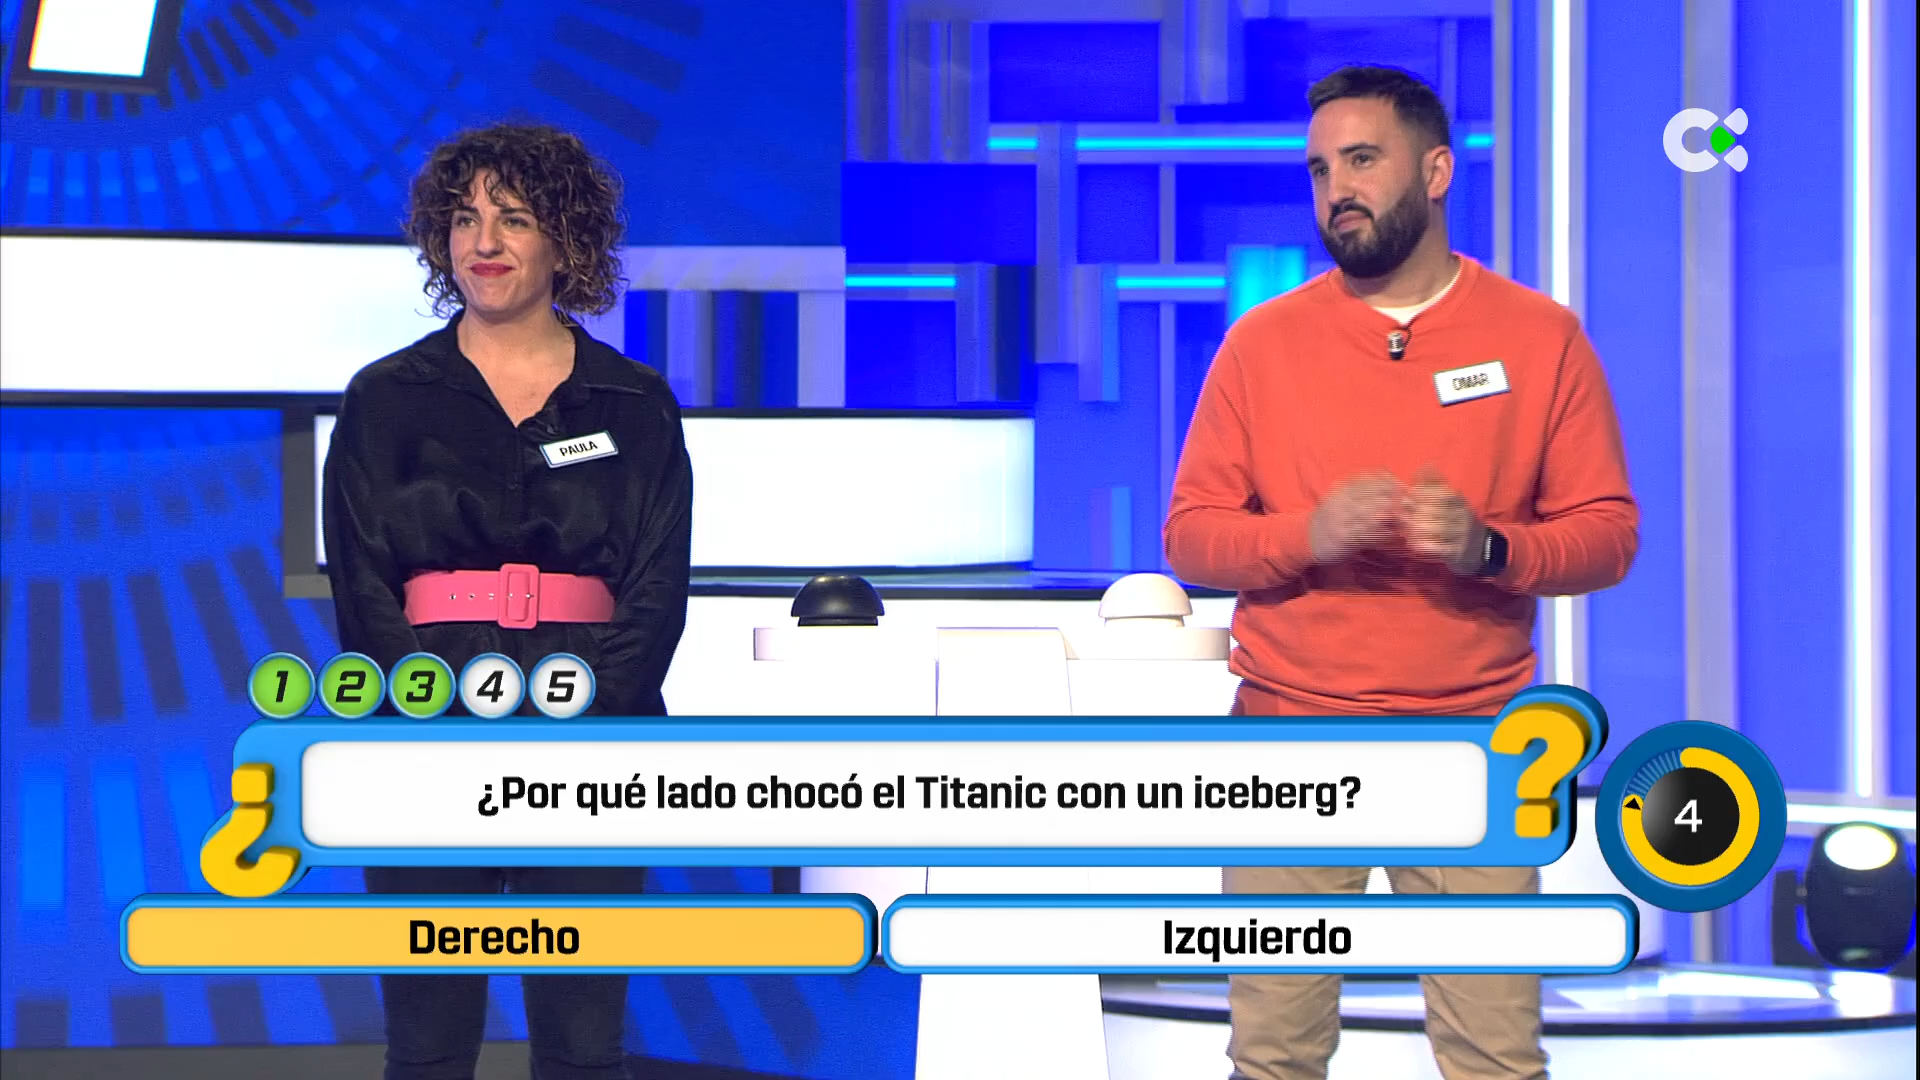 PAULA
OMAR
1 2 3 4 5
¿Por qué lado chocó el Titanic con un iceberg?
4
Derecho
Izquierdo